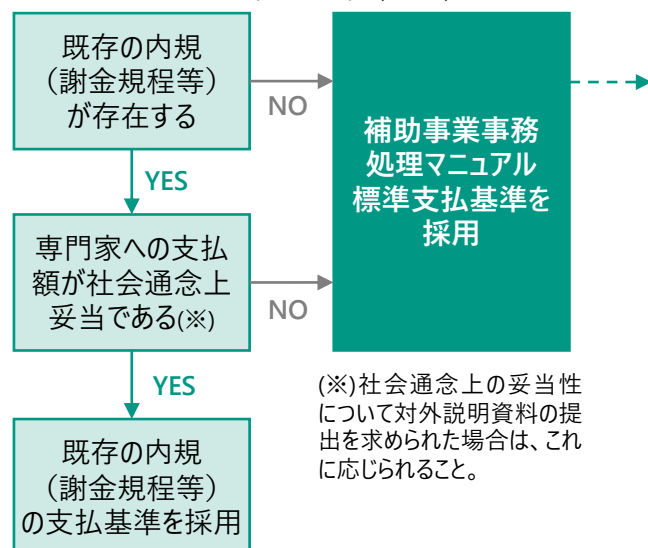 既存の内規
（謝金規程等）
が存在する
NO
YES
補助事業事務
処理マニュアル
標準支払基準を
採用
専門家への支払
額が社会通念上
妥当である(※)
NO
YES
(※)社会通念上の妥当性
について対外説明資料の提
出を求められた場合は、これ
に応じられること。
既存の内規
（謝金規程等）
の支払基準を採用